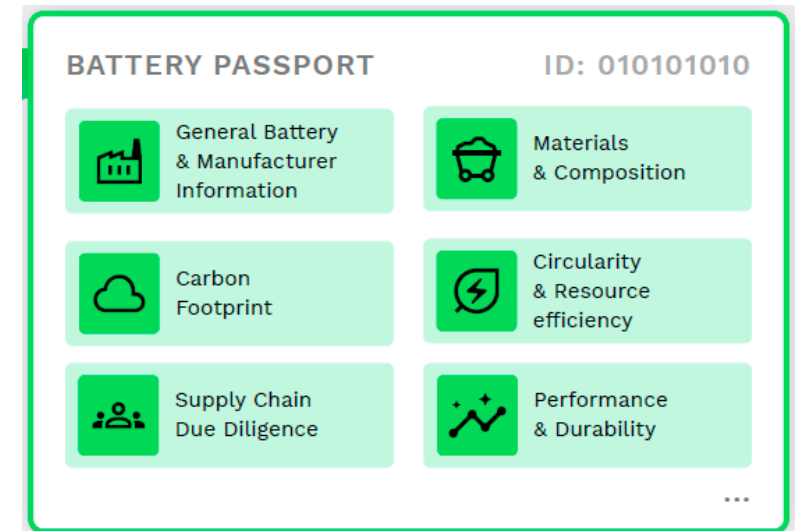 BATTERY PASSPORT
ID: 010101010
General Battery
& Manufacturer
Information
Materials
& Composition
Carbon
Footprint
Circularity
& Resource
efficiency
Supply Chain
Due Diligence
Performance
& Durability
...